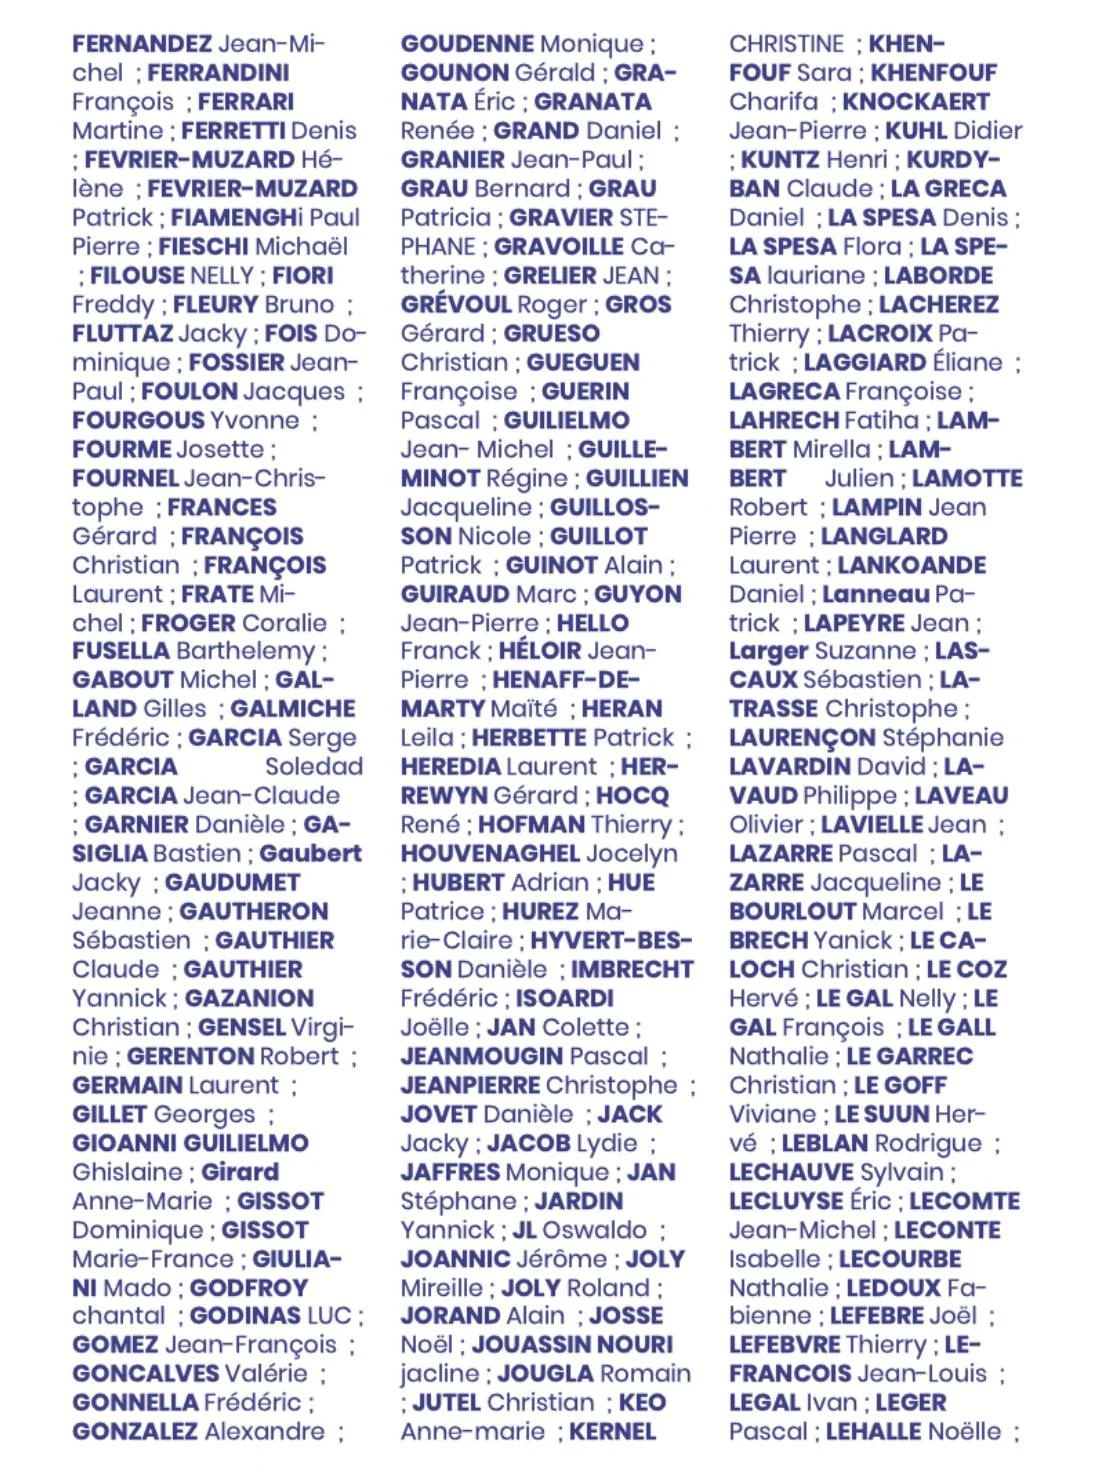 FERNANDEZ Jean-Mi-
chel ; FERRANDINI
François ; FERRARI
Martine ; FERRETTI Denis
; FEVRIER-MUZARD Hé-
lène ; FEVRIER-MUZARD
Patrick ; FIAMENGHi Paul
Pierre ; FIESCHI Michaël
; FILOUSE NELLY ; FIORI
Freddy ; FLEURY Bruno ;
FLUTTAZ Jacky ; FOIS Do-
minique ; FOSSIER Jean-
Paul ; FOULON Jacques ;
FOURGOUS Yvonne ;
FOURME Josette ;
FOURNEL Jean-Chris-
tophe ; FRANCES
Gérard ; FRANÇOIS
Christian ; FRANÇOIS
Laurent ; FRATE Mi-
chel ; FROGER Coralie ;
FUSELLA Barthelemy ;
GABOUT Michel ; GAL-
LAND Gilles ; GALMICHE
Frédéric ; GARCIA Serge
; GARCIA Soledad
; GARCIA Jean-Claude
; GARNIER Danièle ; GA-
SIGLIA Bastien ; Gaubert
Jacky ; GAUDUMET
Jeanne ; GAUTHERON
Sébastien ; GAUTHIER
Claude ; GAUTHIER
Yannick ; GAZANION
Christian ; GENSEL Virgi-
nie ; GERENTON Robert ;
GERMAIN Laurent ;
GILLET Georges ;
GIOANNI GUILIELMO
Ghislaine ; Girard
Anne-Marie ; GISSOT
Dominique ; GISSOT
Marie-France ; GIULIA-
NI Mado ; GODFROY
chantal ; GODINAS LUC ;
GOMEZ Jean-François ;
GONCALVES Valérie ;
GONNELLA Frédéric ;
GONZALEZ Alexandre ;
GOUDENNE Monique ;
GOUNON Gérald ; GRA-
NATA Éric ; GRANATA
Renée ; GRAND Daniel ;
GRANIER Jean-Paul ;
GRAU Bernard ; GRAU
Patricia ; GRAVIER STE-
PHANE ; GRAVOILLE Ca-
therine ; GRELIER JEAN ;
GRÉVOUL Roger ; GROS
Gérard ; GRUESO
Christian ; GUEGUEN
Françoise ; GUERIN
Pascal ; GUILIELMO
Jean- Michel ; GUILLE-
MINOT Régine ; GUILLIEN
Jacqueline ; GUILLOS-
SON Nicole ; GUILLOT
Patrick ; GUINOT Alain ;
GUIRAUD Marc ; GUYON
Jean-Pierre ; HELLO
Franck ; HÉLOIR Jean-
Pierre ; HENAFF-DE-
MARTY Maïté ; HERAN
Leila ; HERBETTE Patrick ;
HEREDIA Laurent ; HER-
REWYN Gérard ; HOCQ
René ; HOFMAN Thierry ;
HOUVENAGHEL Jocelyn
; HUBERT Adrian ; HUE
Patrice ; HUREZ Ma-
rie-Claire ; HYVERT-BES-
SON Danièle ; IMBRECHT
Frédéric ; ISOARDI
Joëlle ; JAN Colette ;
JEANMOUGIN Pascal ;
JEANPIERRE Christophe ;
JOVET Danièle ; JACK
Jacky ; JACOB Lydie ;
JAFFRES Monique ; JAN
Stéphane ; JARDIN
Yannick ; JL Oswaldo ;
JOANNIC Jérôme ; JOLY
Mireille ; JOLY Roland ;
JORAND Alain ; JOSSE
Noël ; JOUASSIN NOURI
jacline ; JOUGLA Romain
; JUTEL Christian ; KEO
Anne-marie ; KERNEL
CHRISTINE ; KHEN-
FOUF Sara ; KHENFOUF
Charifa ; KNOCKAERT
Jean-Pierre ; KUHL Didier
; KUNTZ Henri ; KURDY-
BAN Claude ; LA GRECA
Daniel ; LA SPESA Denis ;
LA SPESA Flora ; LA SPE-
SA lauriane ; LABORDE
Christophe ; LACHEREZ
Thierry ; LACROIX Pa-
trick ; LAGGIARD Éliane ;
LAGRECA Françoise ;
LAHRECH Fatiha ; LAM-
BERT Mirella ; LAM-
BERT Julien ; LAMOTTE
Robert ; LAMPIN Jean
Pierre ; LANGLARD
Laurent ; LANKOANDE
Daniel ; Lanneau Pa-
trick ; LAPEYRE Jean ;
Larger Suzanne ; LAS-
CAUX Sébastien ; LA-
TRASSE Christophe ;
LAURENÇON Stéphanie
LAVARDIN David ; LA-
VAUD Philippe ; LAVEAU
Olivier ; LAVIELLE Jean ;
LAZARRE Pascal ; LA-
ZARRE Jacqueline ; LE
BOURLOUT Marcel ; LE
BRECH Yanick ; LE CA-
LOCH Christian ; LE COZ
Hervé ; LE GAL Nelly ; LE
GAL François ; LE GALL
Nathalie ; LE GARREC
Christian ; LE GOFF
Viviane ; LE SUUN Her-
vé ; LEBLAN Rodrigue ;
LECHAUVE Sylvain ;
LECLUYSE Éric ; LECOMTE
Jean-Michel ; LECONTE
Isabelle ; LECOURBE
Nathalie ; LEDOUX Fa-
bienne ; LEFEBRE Joël ;
LEFEBVRE Thierry ; LE-
FRANCOIS Jean-Louis ;
LEGAL Ivan ; LEGER
Pascal ; LEHALLE Noëlle ;